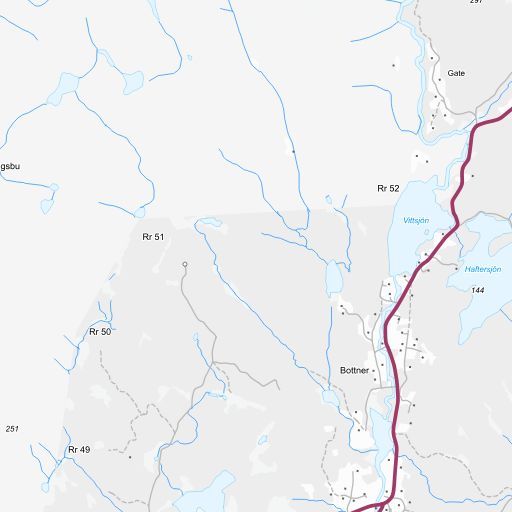 297
Gate
gsbu
Rr 52
Vittsjön
Rr 51
Haltersjön
144
Rr 50
Bottner
251
Rr 49